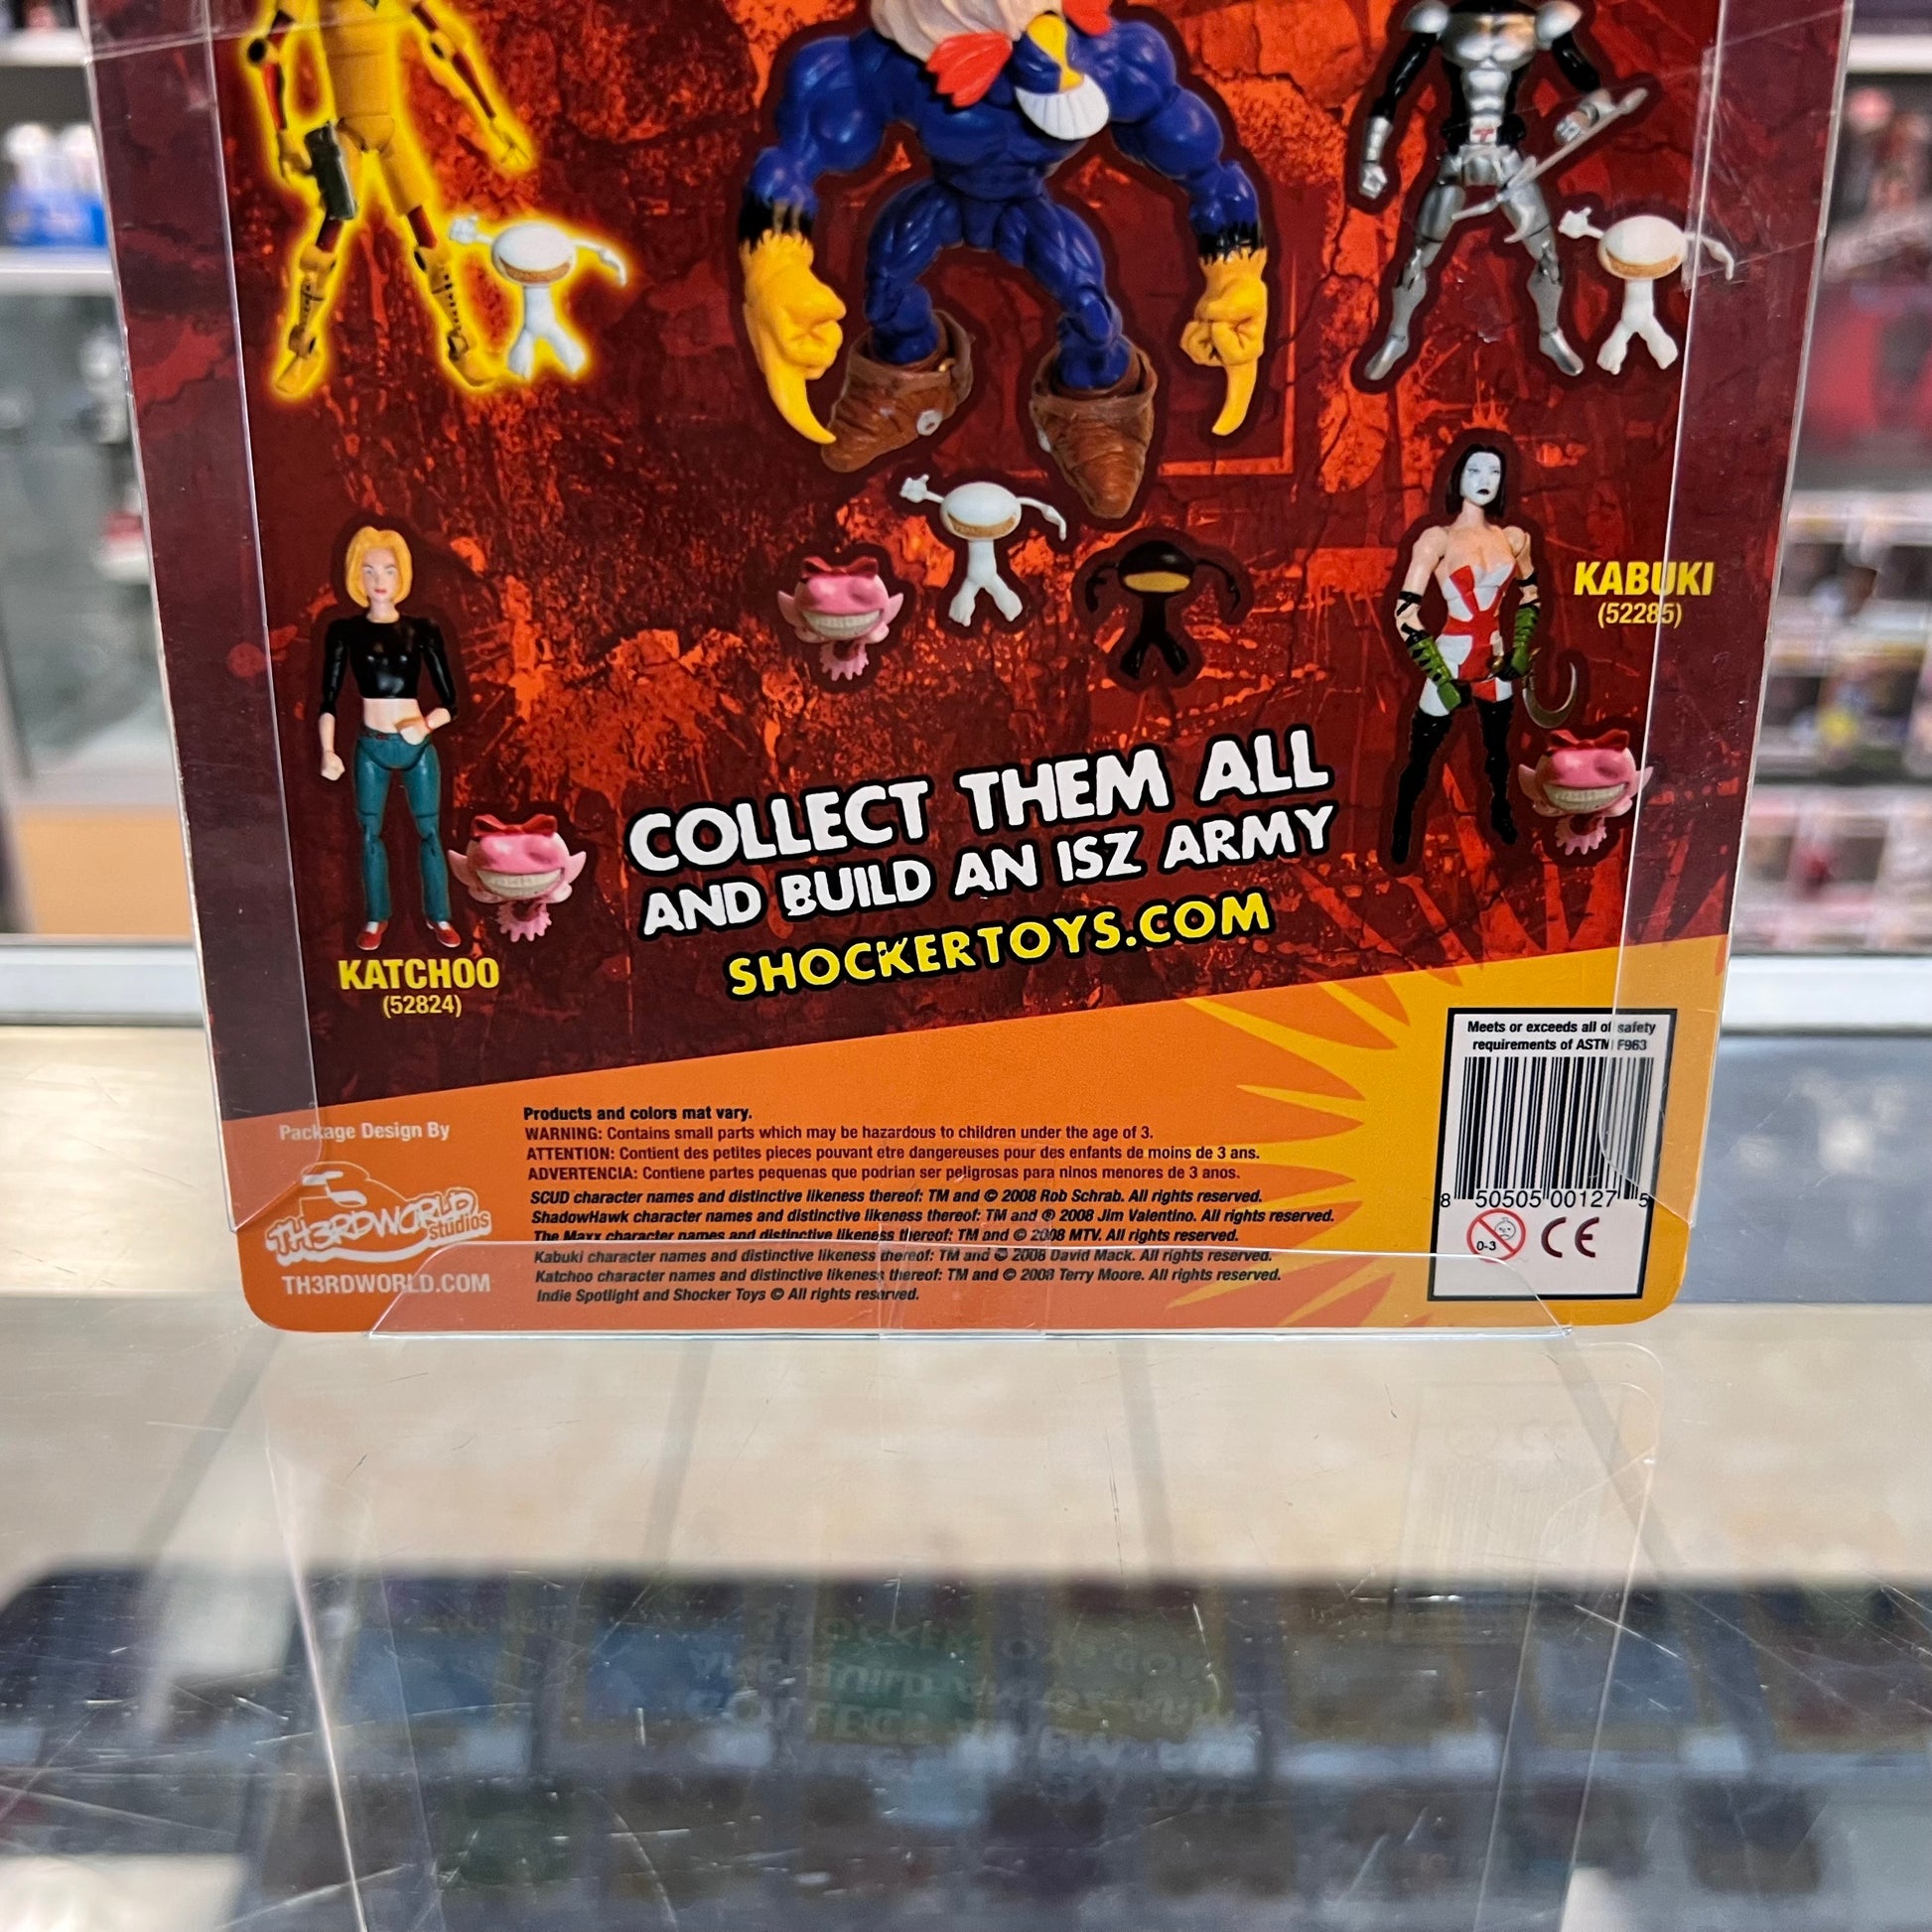 KABUKI
(52285)
COLLECT THEM ALL
AND BUILD AN ISZ ARMY
SHOCKERTOYS.COM
KATCHOO
(52824)
Meets or exceeds all of safety
requirements of ASTM F963
8 50505 00127 5
0-3
CE
Package Design By
TH3RDWORLD
studios
TH3RDWORLD.COM
Products and colors mat vary.
WARNING: Contains small parts which may be hazardous to children under the age of 3.
ATTENTION: Contient des petites pieces pouvant etre dangereuses pour des enfants de moins de 3 ans.
ADVERTENCIA: Contiene partes pequenas que podrian ser peligrosas para ninos menores de 3 anos.
SCUD character names and distinctive likeness thereof: TM and © 2008 Rob Schrab. All rights reserved.
ShadowHawk character names and distinctive likeness thereof: TM and ® 2008 Jim Valentino. All rights reserved.
The Maxx character names and distinctive likeness thereof: TM and © 2008 MTV. All rights reserved.
Kabuki character names and distinctive likeness thereof: TM and © 2008 David Mack. All rights reserved.
Katchoo character names and distinctive likeness thereof: TM and © 2008 Terry Moore. All rights reserved.
Indie Spotlight and Shocker Toys © All rights reserved.